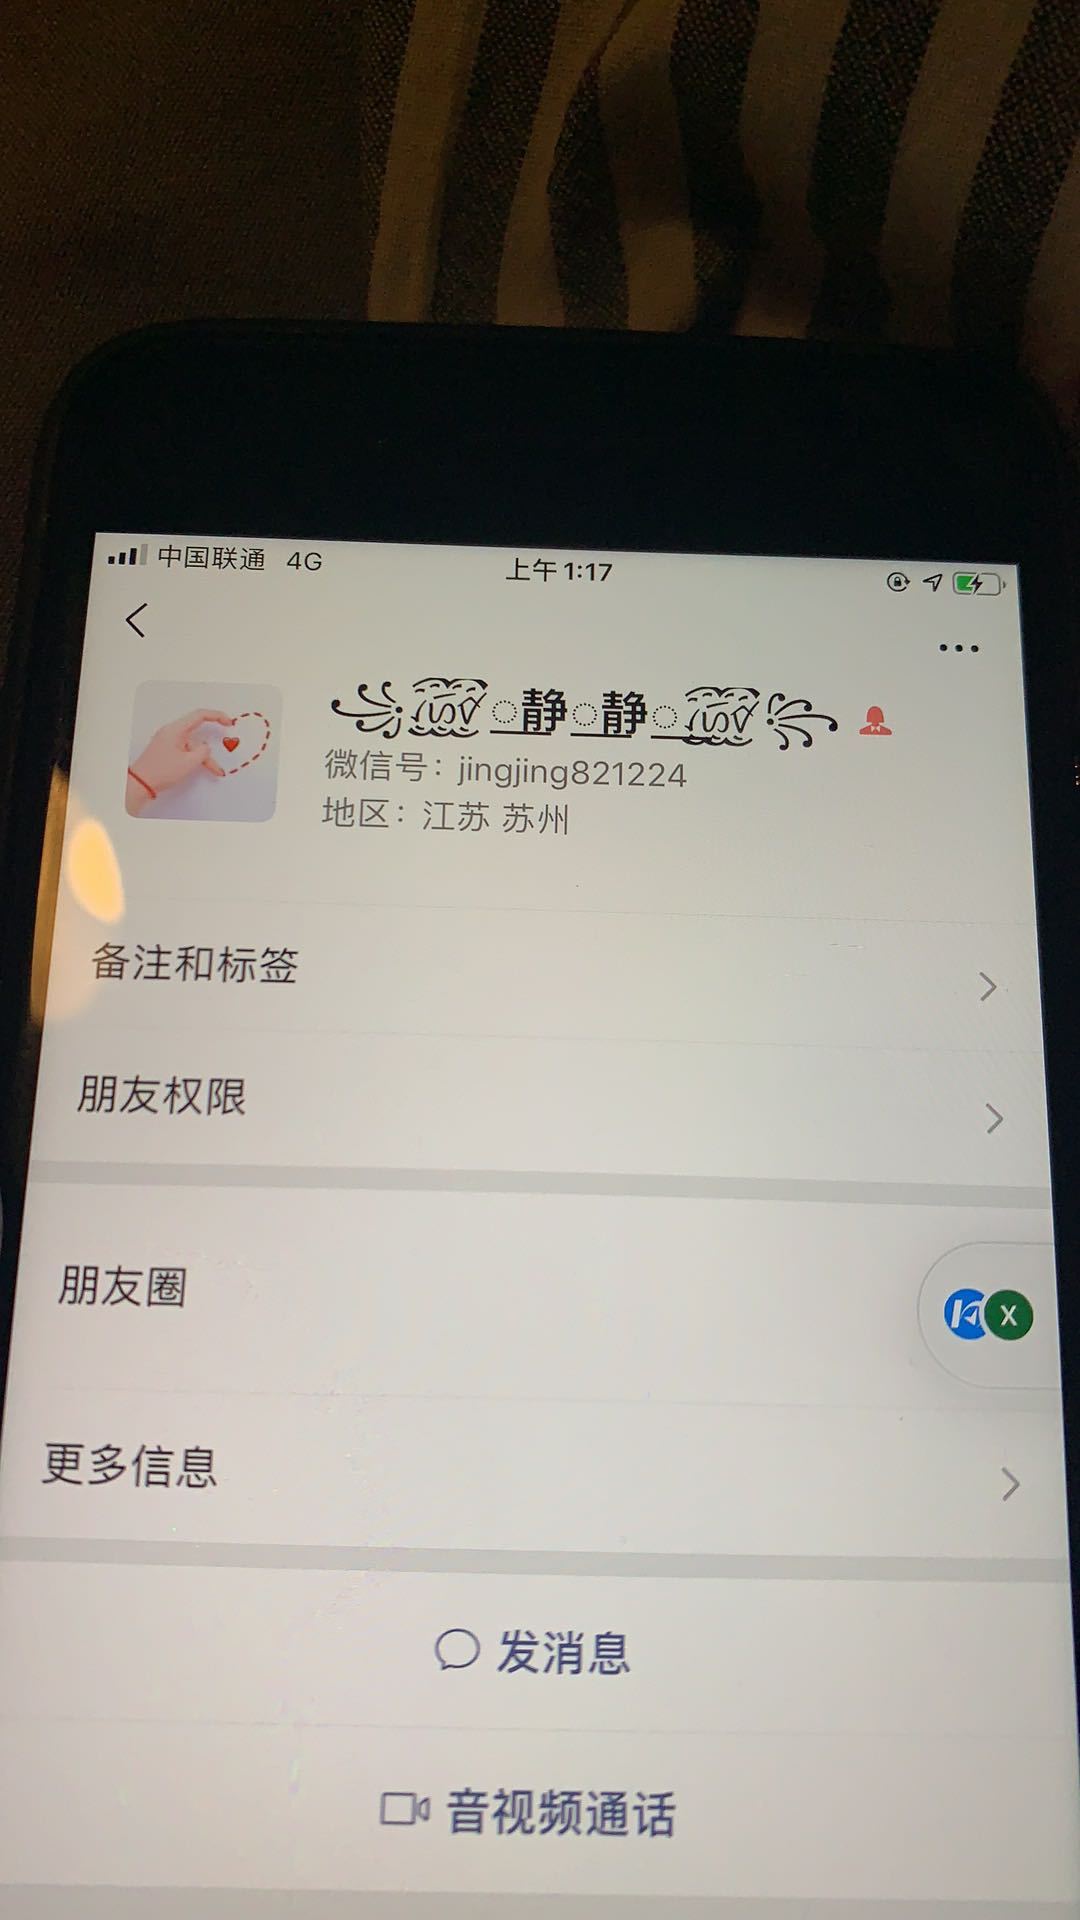 中国联通 4G 上午1:17
静静
微信号：jingjing821224
地区：江苏 苏州
备注和标签
朋友权限
朋友圈
X
更多信息
发消息
音视频通话